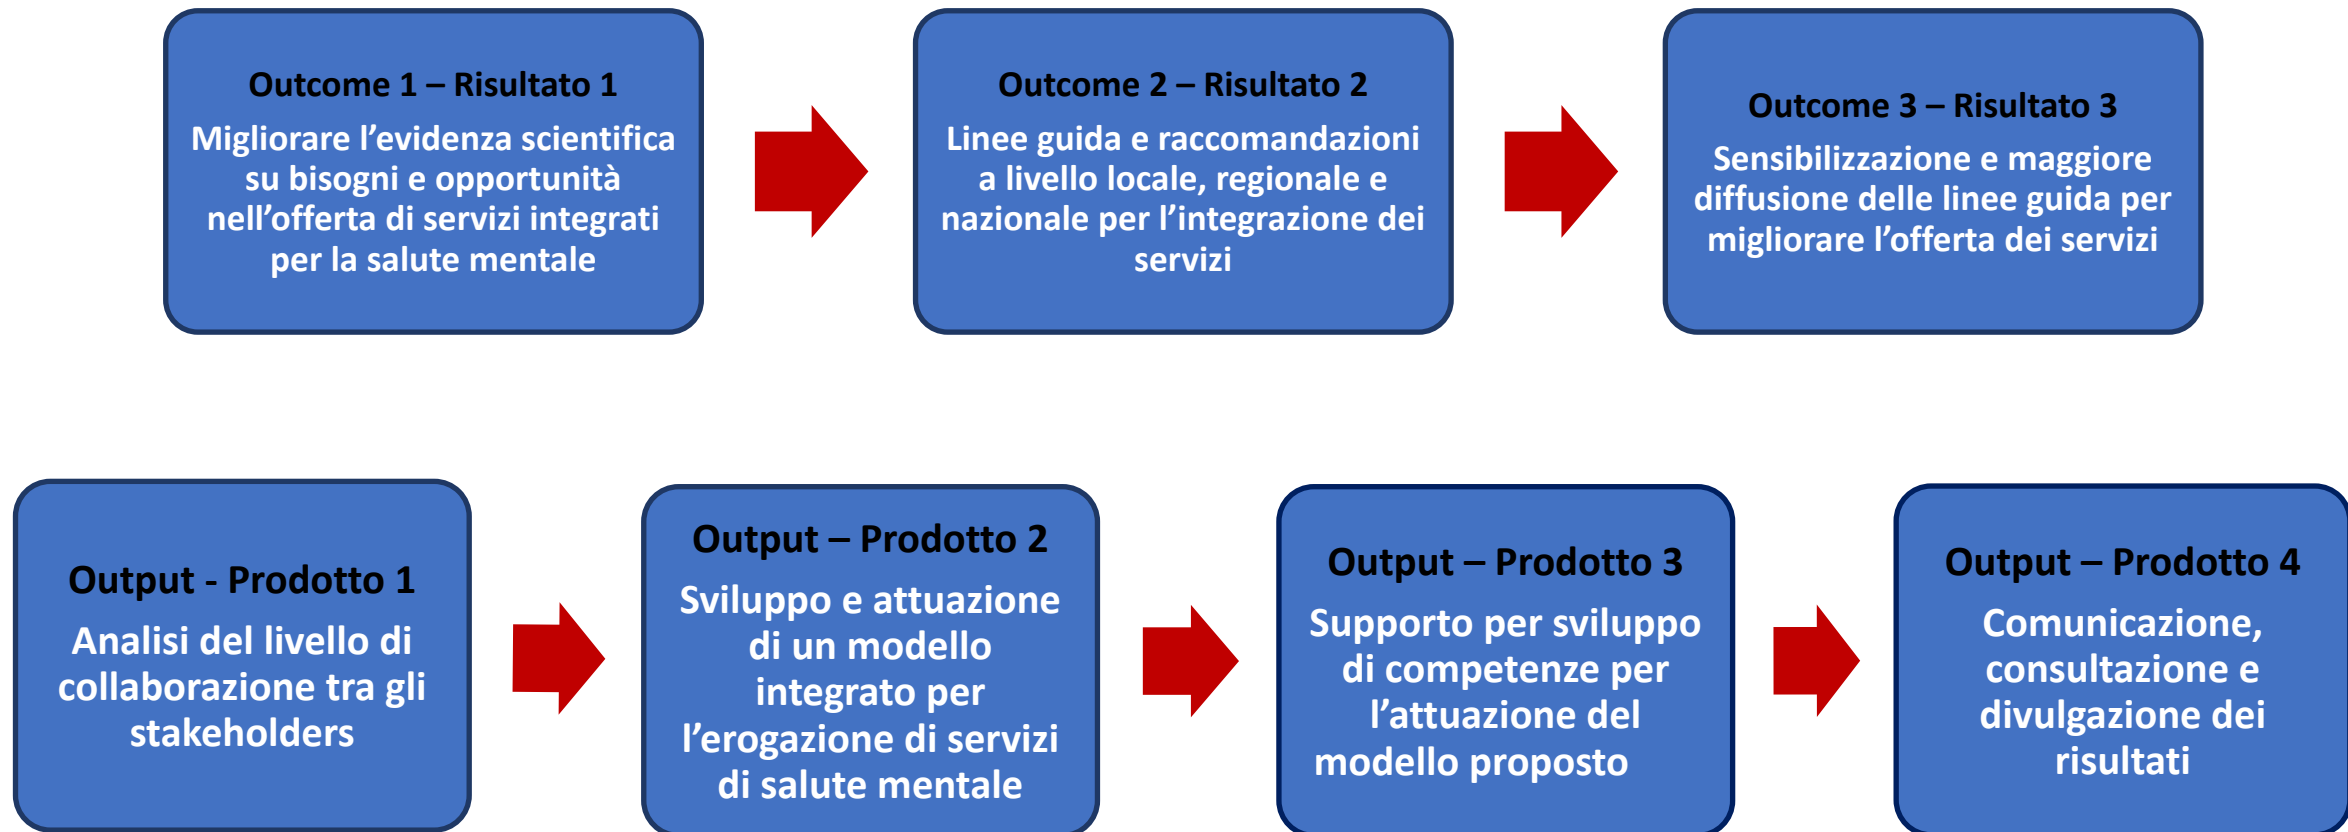 Outcome 1 – Risultato 1
Migliorare l’evidenza scientifica
su bisogni e opportunità
nell’offerta di servizi integrati
per la salute mentale
Outcome 2 – Risultato 2
Linee guida e raccomandazioni
a livello locale, regionale e
nazionale per l’integrazione dei
servizi
Outcome 3 – Risultato 3
Sensibilizzazione e maggiore
diffusione delle linee guida per
migliorare l’offerta dei servizi
Output - Prodotto 1
Analisi del livello di
collaborazione tra gli
stakeholders
Output – Prodotto 2
Sviluppo e attuazione
di un modello
integrato per
l’erogazione di servizi
di salute mentale
Output – Prodotto 3
Supporto per sviluppo
di competenze per
l’attuazione del
modello proposto
Output – Prodotto 4
Comunicazione,
consultazione e
divulgazione dei
risultati